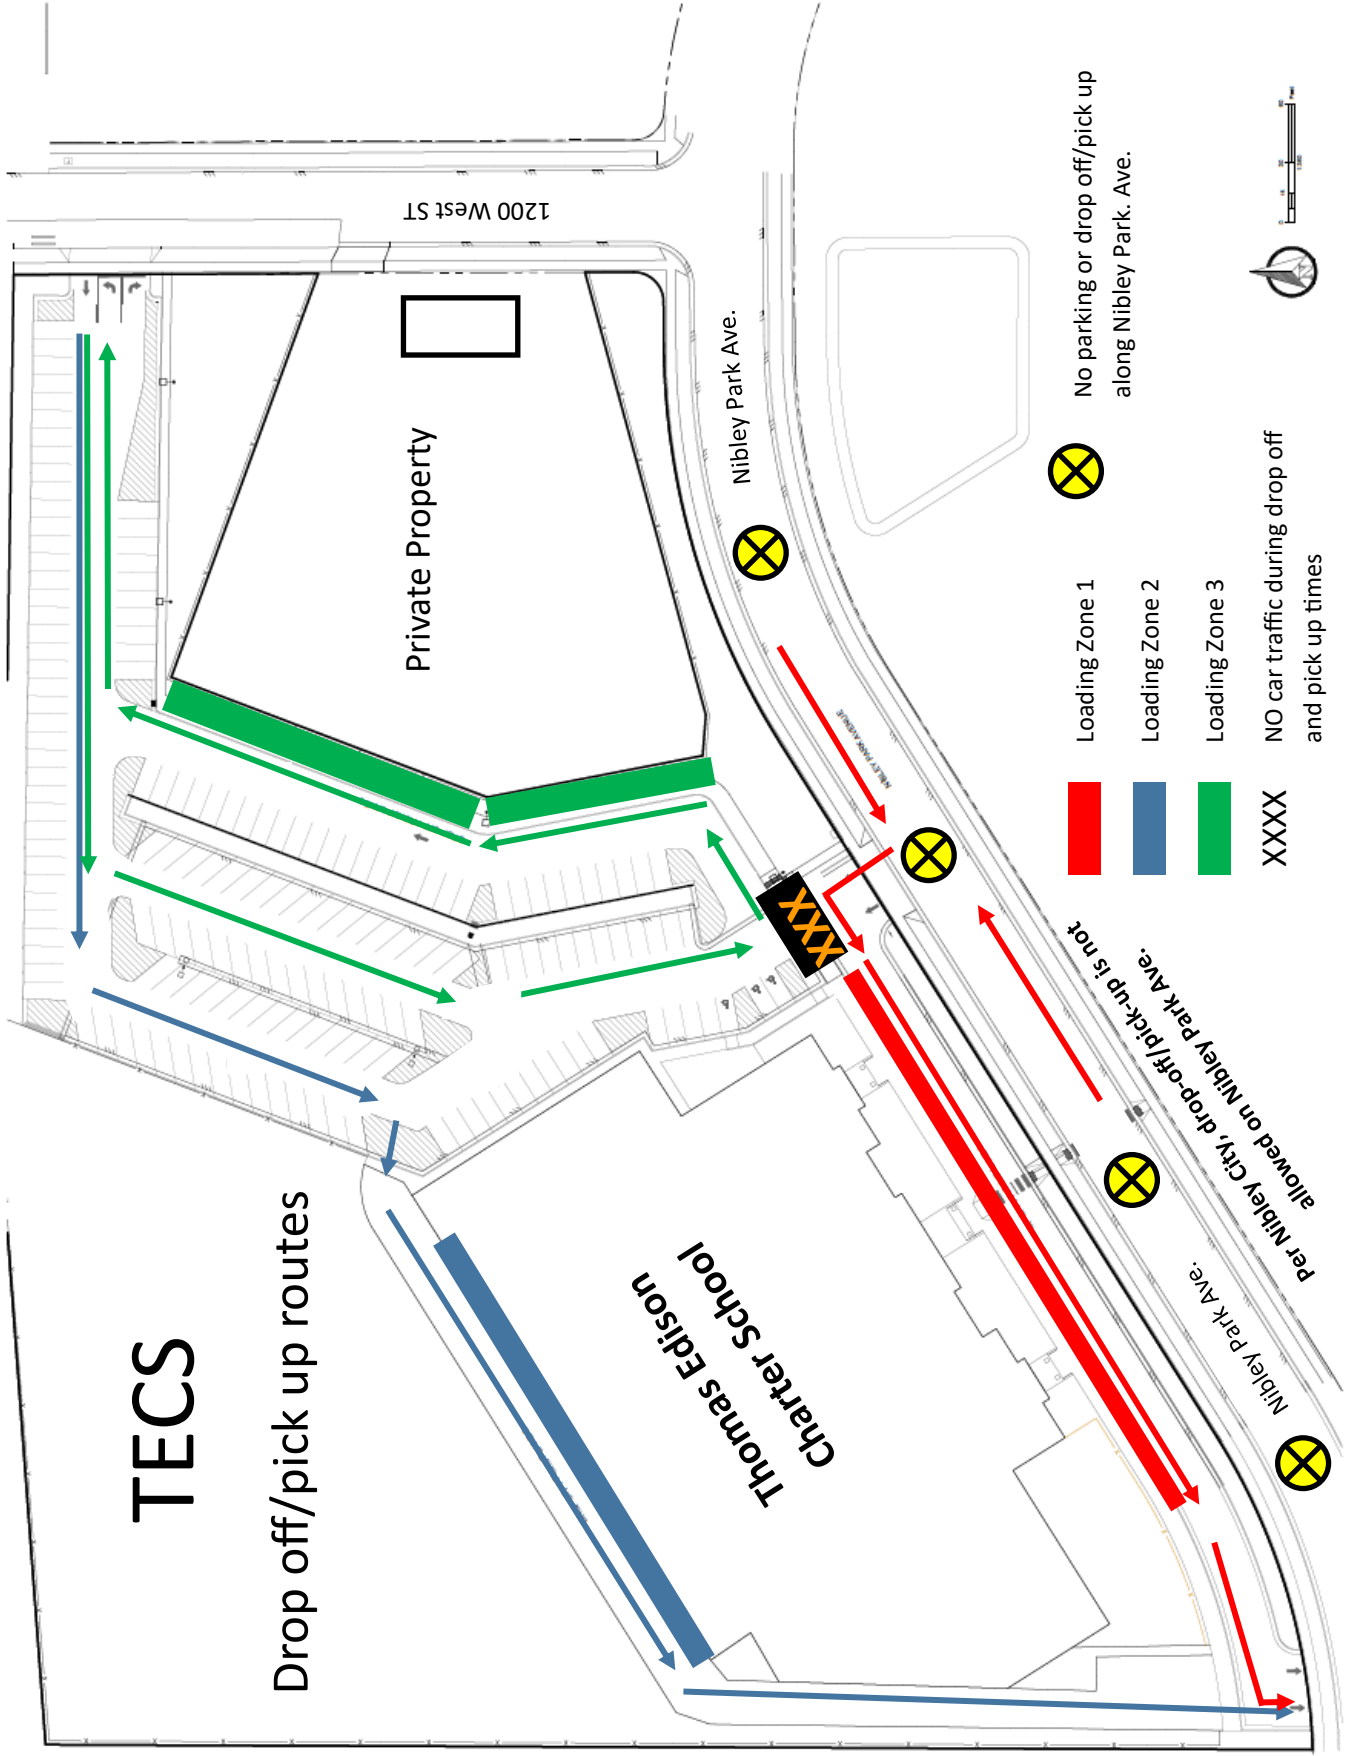 TECS
Drop off/pick up routes
1200 West ST
Private Property
Nibley Park Ave.
NIBLEY PARK AVENUE
XXX
Thomas Edison
Charter School
Nibley Park Ave.
Per Nibley City, drop-off/pick-up is not
allowed on Nibley Park Ave.
Loading Zone 1
Loading Zone 2
Loading Zone 3
XXXX
NO car traffic during drop off
and pick up times
No parking or drop off/pick up
along Nibley Park. Ave.